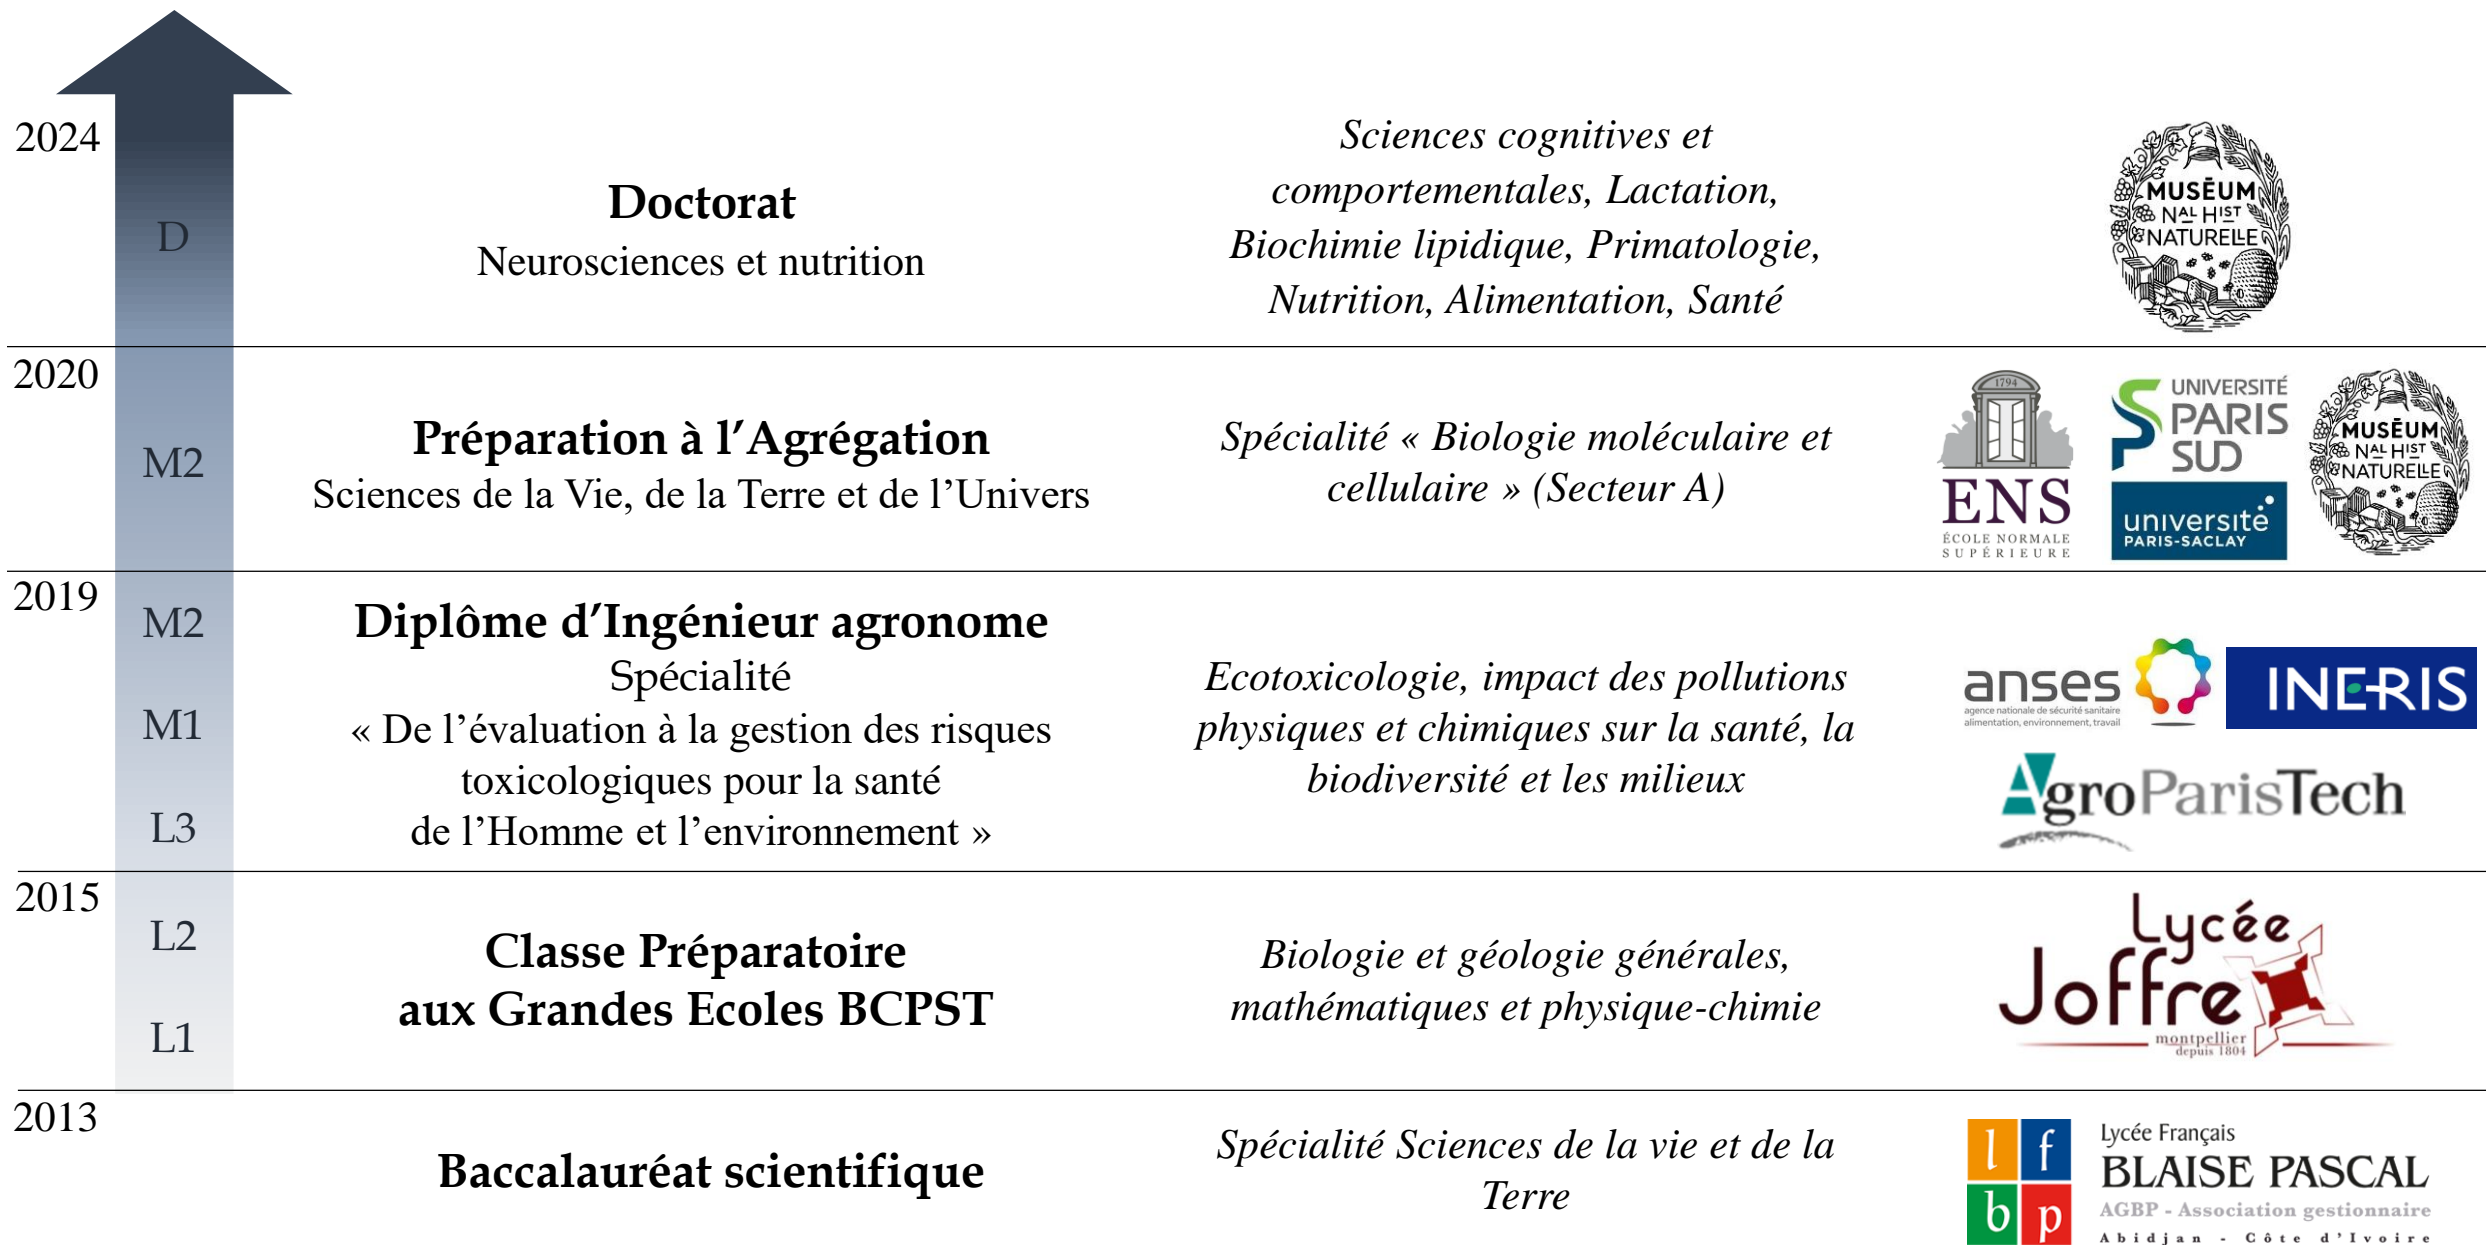 2024
D
Doctorat
Neurosciences et nutrition
Sciences cognitives et
comportementales, Lactation,
Biochimie lipidique, Primatologie,
Nutrition, Alimentation, Santé
MUSĒUM
NAL HIST
NATURELLE
2020
M2
Préparation à l’Agrégation
Sciences de la Vie, de la Terre et de l’Univers
Spécialité « Biologie moléculaire et
cellulaire » (Secteur A)
1794
ENS
ÉCOLE NORMALE
SUPÉRIEURE
UNIVERSITÉ
PARIS
SUD
université
PARIS-SACLAY
MUSĒUM
NAL HIST
NATURELLE
2019
M2
M1
L3
Diplôme d’Ingénieur agronome
Spécialité
« De l’évaluation à la gestion des risques
toxicologiques pour la santé
de l’Homme et l’environnement »
Ecotoxicologie, impact des pollutions
physiques et chimiques sur la santé, la
biodiversité et les milieux
anses
agence nationale de sécurité sanitaire
alimentation, environnement, travail
INERIS
AgroParisTech
2015
L2
L1
Classe Préparatoire
aux Grandes Ecoles BCPST
Biologie et géologie générales,
mathématiques et physique-chimie
Lycée
Joffre
montpellier
depuis 1804
2013
Baccalauréat scientifique
Spécialité Sciences de la vie et de la
Terre
lf
bp
Lycée Français
BLAISE PASCAL
AGBP - Association gestionnaire
Abidjan - Côte d'Ivoire